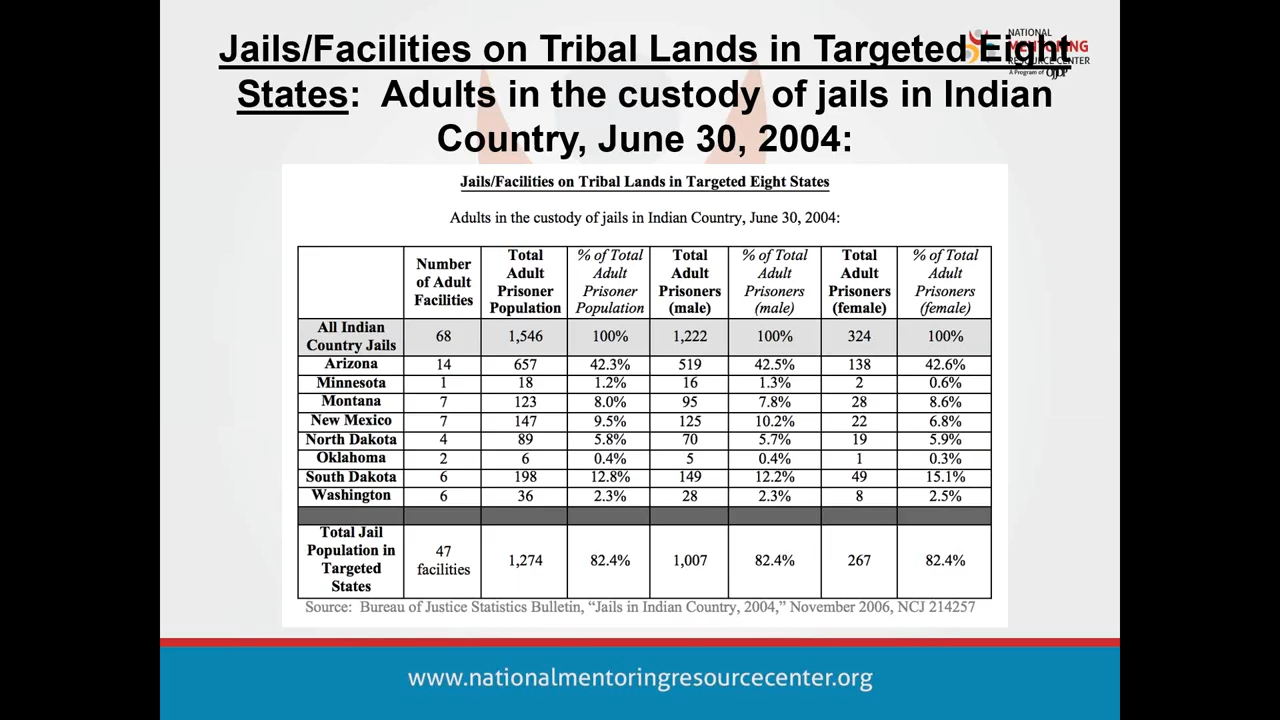 Jails/Facilities on Tribal Lands in Targeted Eight
States: Adults in the custody of jails in Indian
Country, June 30, 2004:
NATIONAL
MENTORING
RESOURCE CENTER
A Program of OJJDP
Jails/Facilities on Tribal Lands in Targeted Eight States
Adults in the custody of jails in Indian Country, June 30, 2004:
Number of Adult Facilities | Total Adult Prisoner Population | % of Total Adult Prisoner Population | Total Adult Prisoners (male) | % of Total Adult Prisoners (male) | Total Adult Prisoners (female) | % of Total Adult Prisoners (female)
All Indian Country Jails | 68 | 1,546 | 100% | 1,222 | 100% | 324 | 100%
Arizona | 14 | 657 | 42.3% | 519 | 42.5% | 138 | 42.6%
Minnesota | 1 | 18 | 1.2% | 16 | 1.3% | 2 | 0.6%
Montana | 7 | 123 | 8.0% | 95 | 7.8% | 28 | 8.6%
New Mexico | 7 | 147 | 9.5% | 125 | 10.2% | 22 | 6.8%
North Dakota | 4 | 89 | 5.8% | 70 | 5.7% | 19 | 5.9%
Oklahoma | 2 | 6 | 0.4% | 5 | 0.4% | 1 | 0.3%
South Dakota | 6 | 198 | 12.8% | 149 | 12.2% | 49 | 15.1%
Washington | 6 | 36 | 2.3% | 28 | 2.3% | 8 | 2.5%
Total Jail Population in Targeted States | 47 facilities | 1,274 | 82.4% | 1,007 | 82.4% | 267 | 82.4%
Source: Bureau of Justice Statistics Bulletin, “Jails in Indian Country, 2004,” November 2006, NCJ 214257
www.nationalmentoringresourcecenter.org